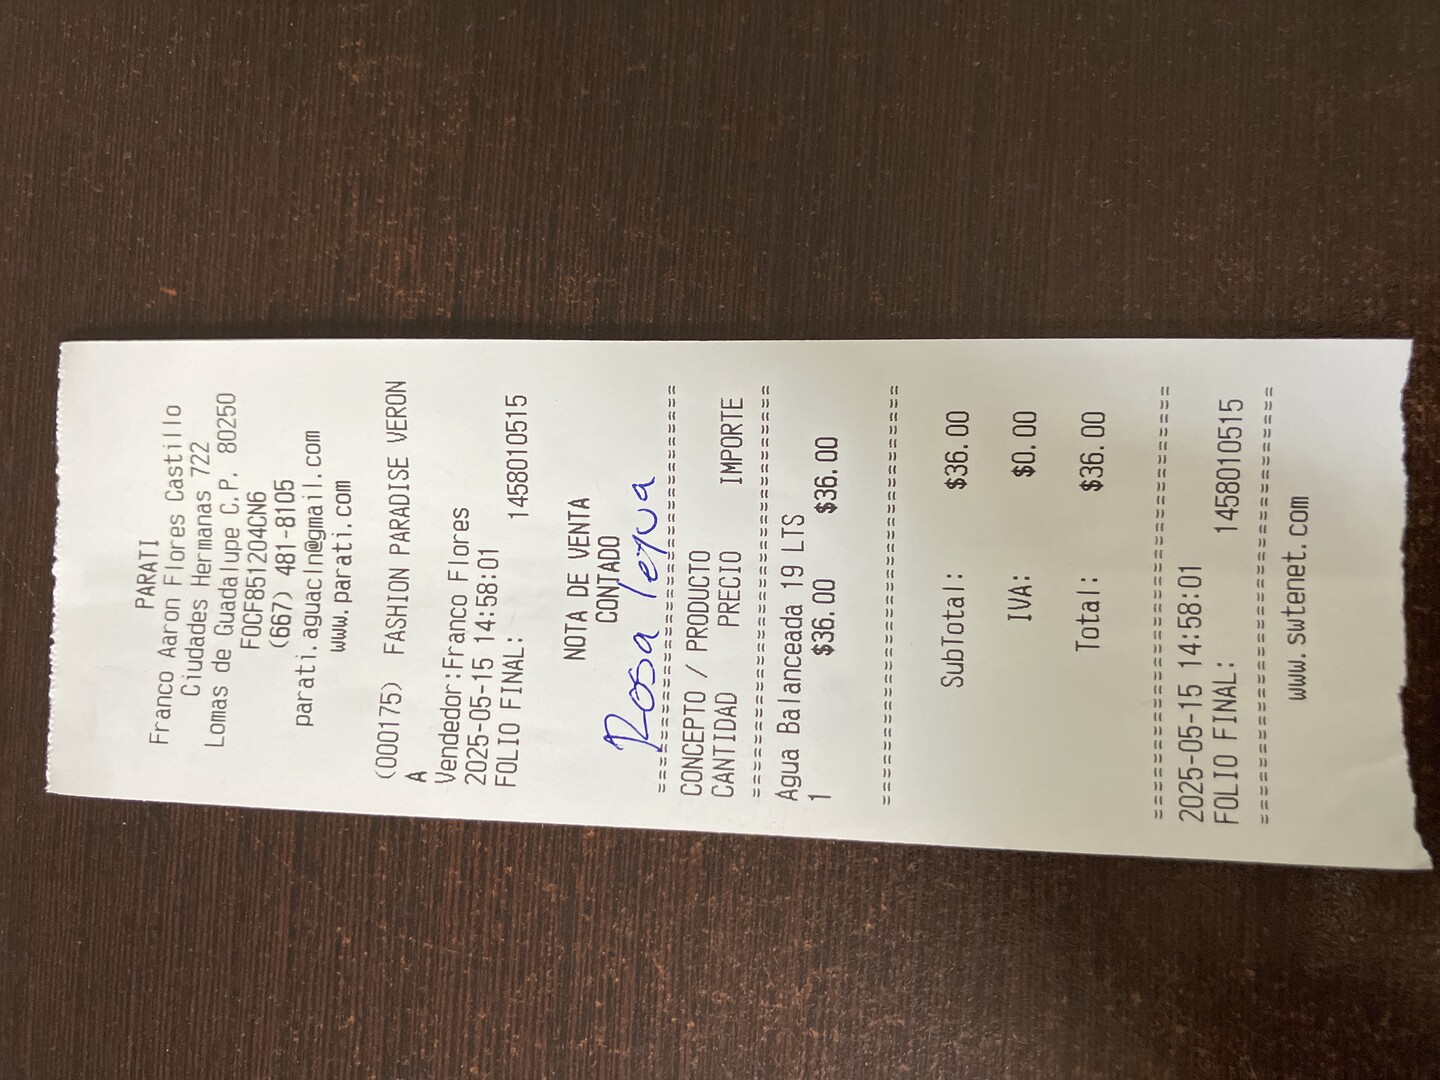 PARATI
Franco Aaron Flores Castillo
Ciudades Hermanas 722
Lomas de Guadalupe C.P. 80250
FOCF851204CN6
(667) 481-8105
parati.aguacln@gmail.com
www.parati.com
(000175) FASHION PARADISE VERON
A
Vendedor:Franco Flores
2025-05-15 14:58:01
FOLIO FINAL: 1458010515
NOTA DE VENTA
CONTADO
Rosa
==============================
CONCEPTO / PRODUCTO
CANTIDAD PRECIO IMPORTE
==============================
Agua Balanceada 19 LTS
1 $36.00 $36.00
==============================
SubTotal: $36.00
IVA: $0.00
Total: $36.00
==============================
2025-05-15 14:58:01
FOLIO FINAL: 1458010515
==============================
www.swtenet.com